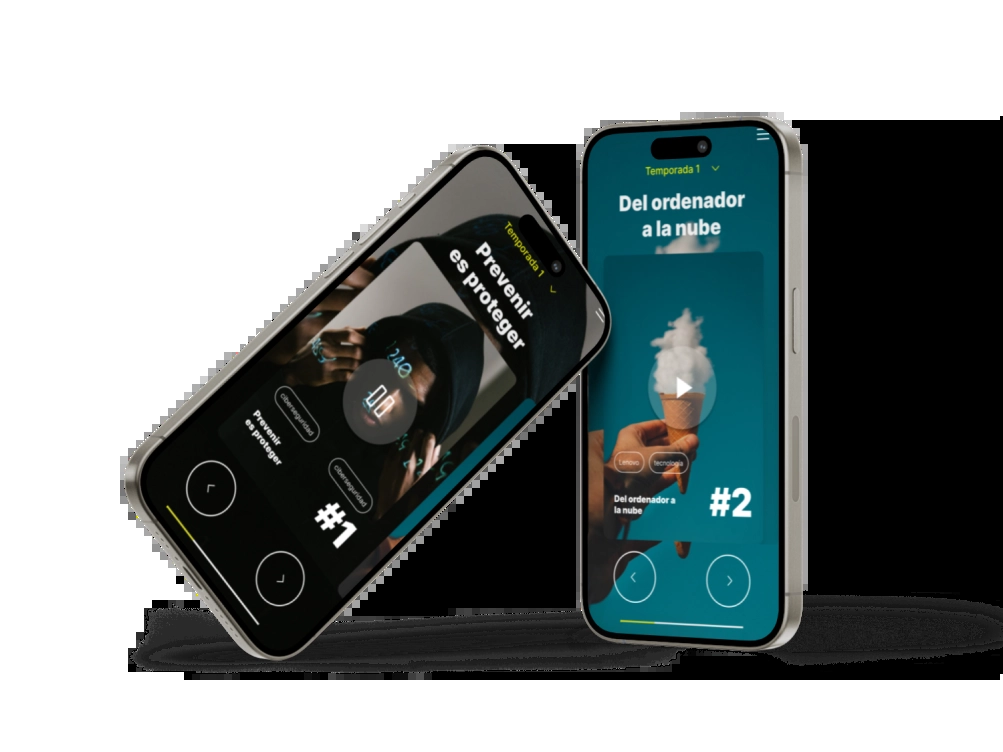 Temporada 1
Prevenir
es proteger
240
ciberseguridad
Prevenir
es proteger
ciberseguridad
#1
Temporada 1
Del ordenador
a la nube
Lenovo
tecnología
Del ordenador a
la nube
#2